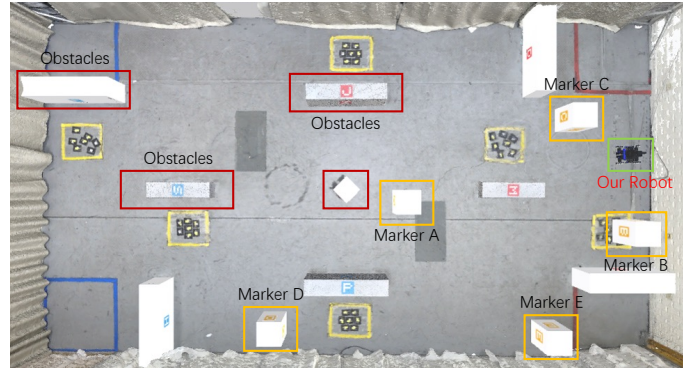 Obstacles
Marker C
Obstacles
Obstacles
Our Robot
Marker A
Marker B
Marker D
Marker E
J
S
P